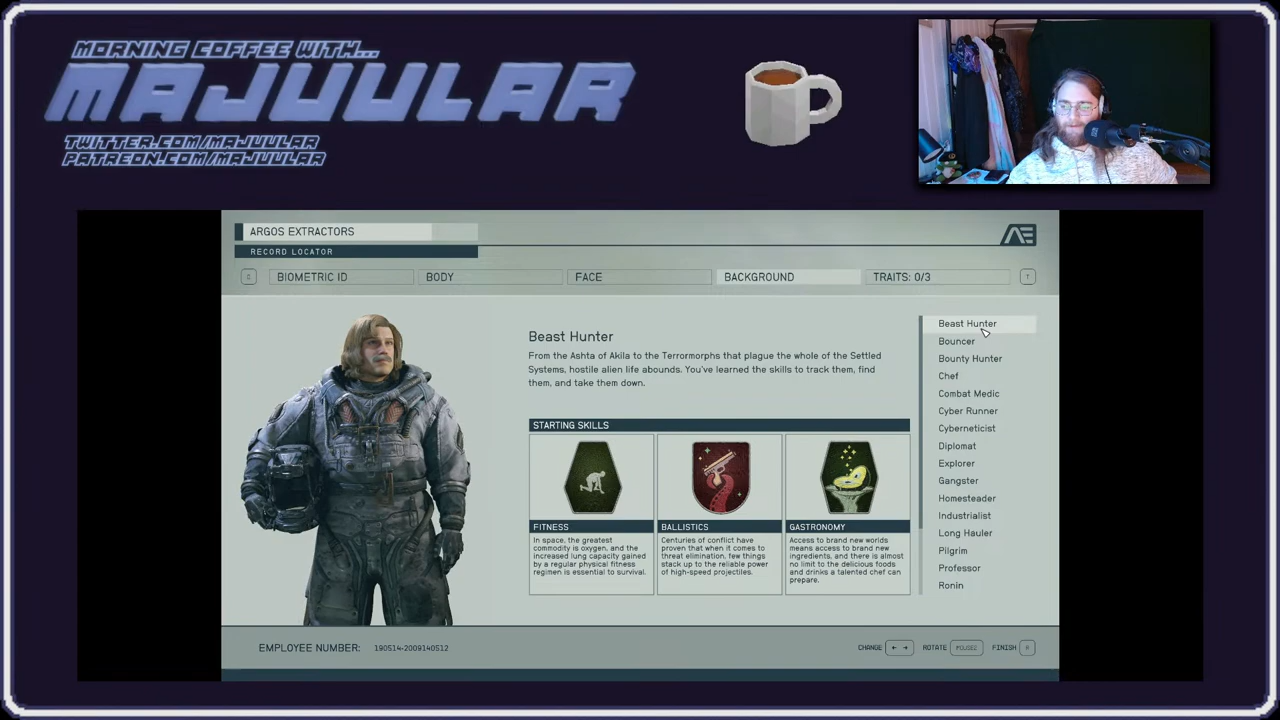 MORNING COFFEE WITH...
MAJUULAR
TWITTER.COM/MAJUULAR
PATREON.COM/MAJUULAR
ARGOS EXTRACTORS
RECORD LOCATOR
AE
BIOMETRIC ID
BODY
FACE
BACKGROUND
TRAITS: 0/3
Beast Hunter
From the Ashta of Akila to the Terrormorphs that plague the whole of the Settled
Systems, hostile alien life abounds. You've learned the skills to track them, find
them, and take them down.
STARTING SKILLS
FITNESS
In space, the greatest
commodity is oxygen, and the
increased lung capacity gained
by a regular physical fitness
regimen is essential to survival.
BALLISTICS
Centuries of conflict have
proven that when it comes to
threat elimination, few things
stack up to the reliable power
of high-speed projectiles.
GASTRONOMY
Access to brand new worlds
means access to brand new
ingredients, and there is almost
no limit to the delicious foods
and drinks a talented chef can
prepare.
Beast Hunter
Bouncer
Bounty Hunter
Chef
Combat Medic
Cyber Runner
Cyberneticist
Diplomat
Explorer
Gangster
Homesteader
Industrialist
Long Hauler
Pilgrim
Professor
Ronin
EMPLOYEE NUMBER: 190514-2009140512
CHANGE ROTATE MOUSE2 FINISH